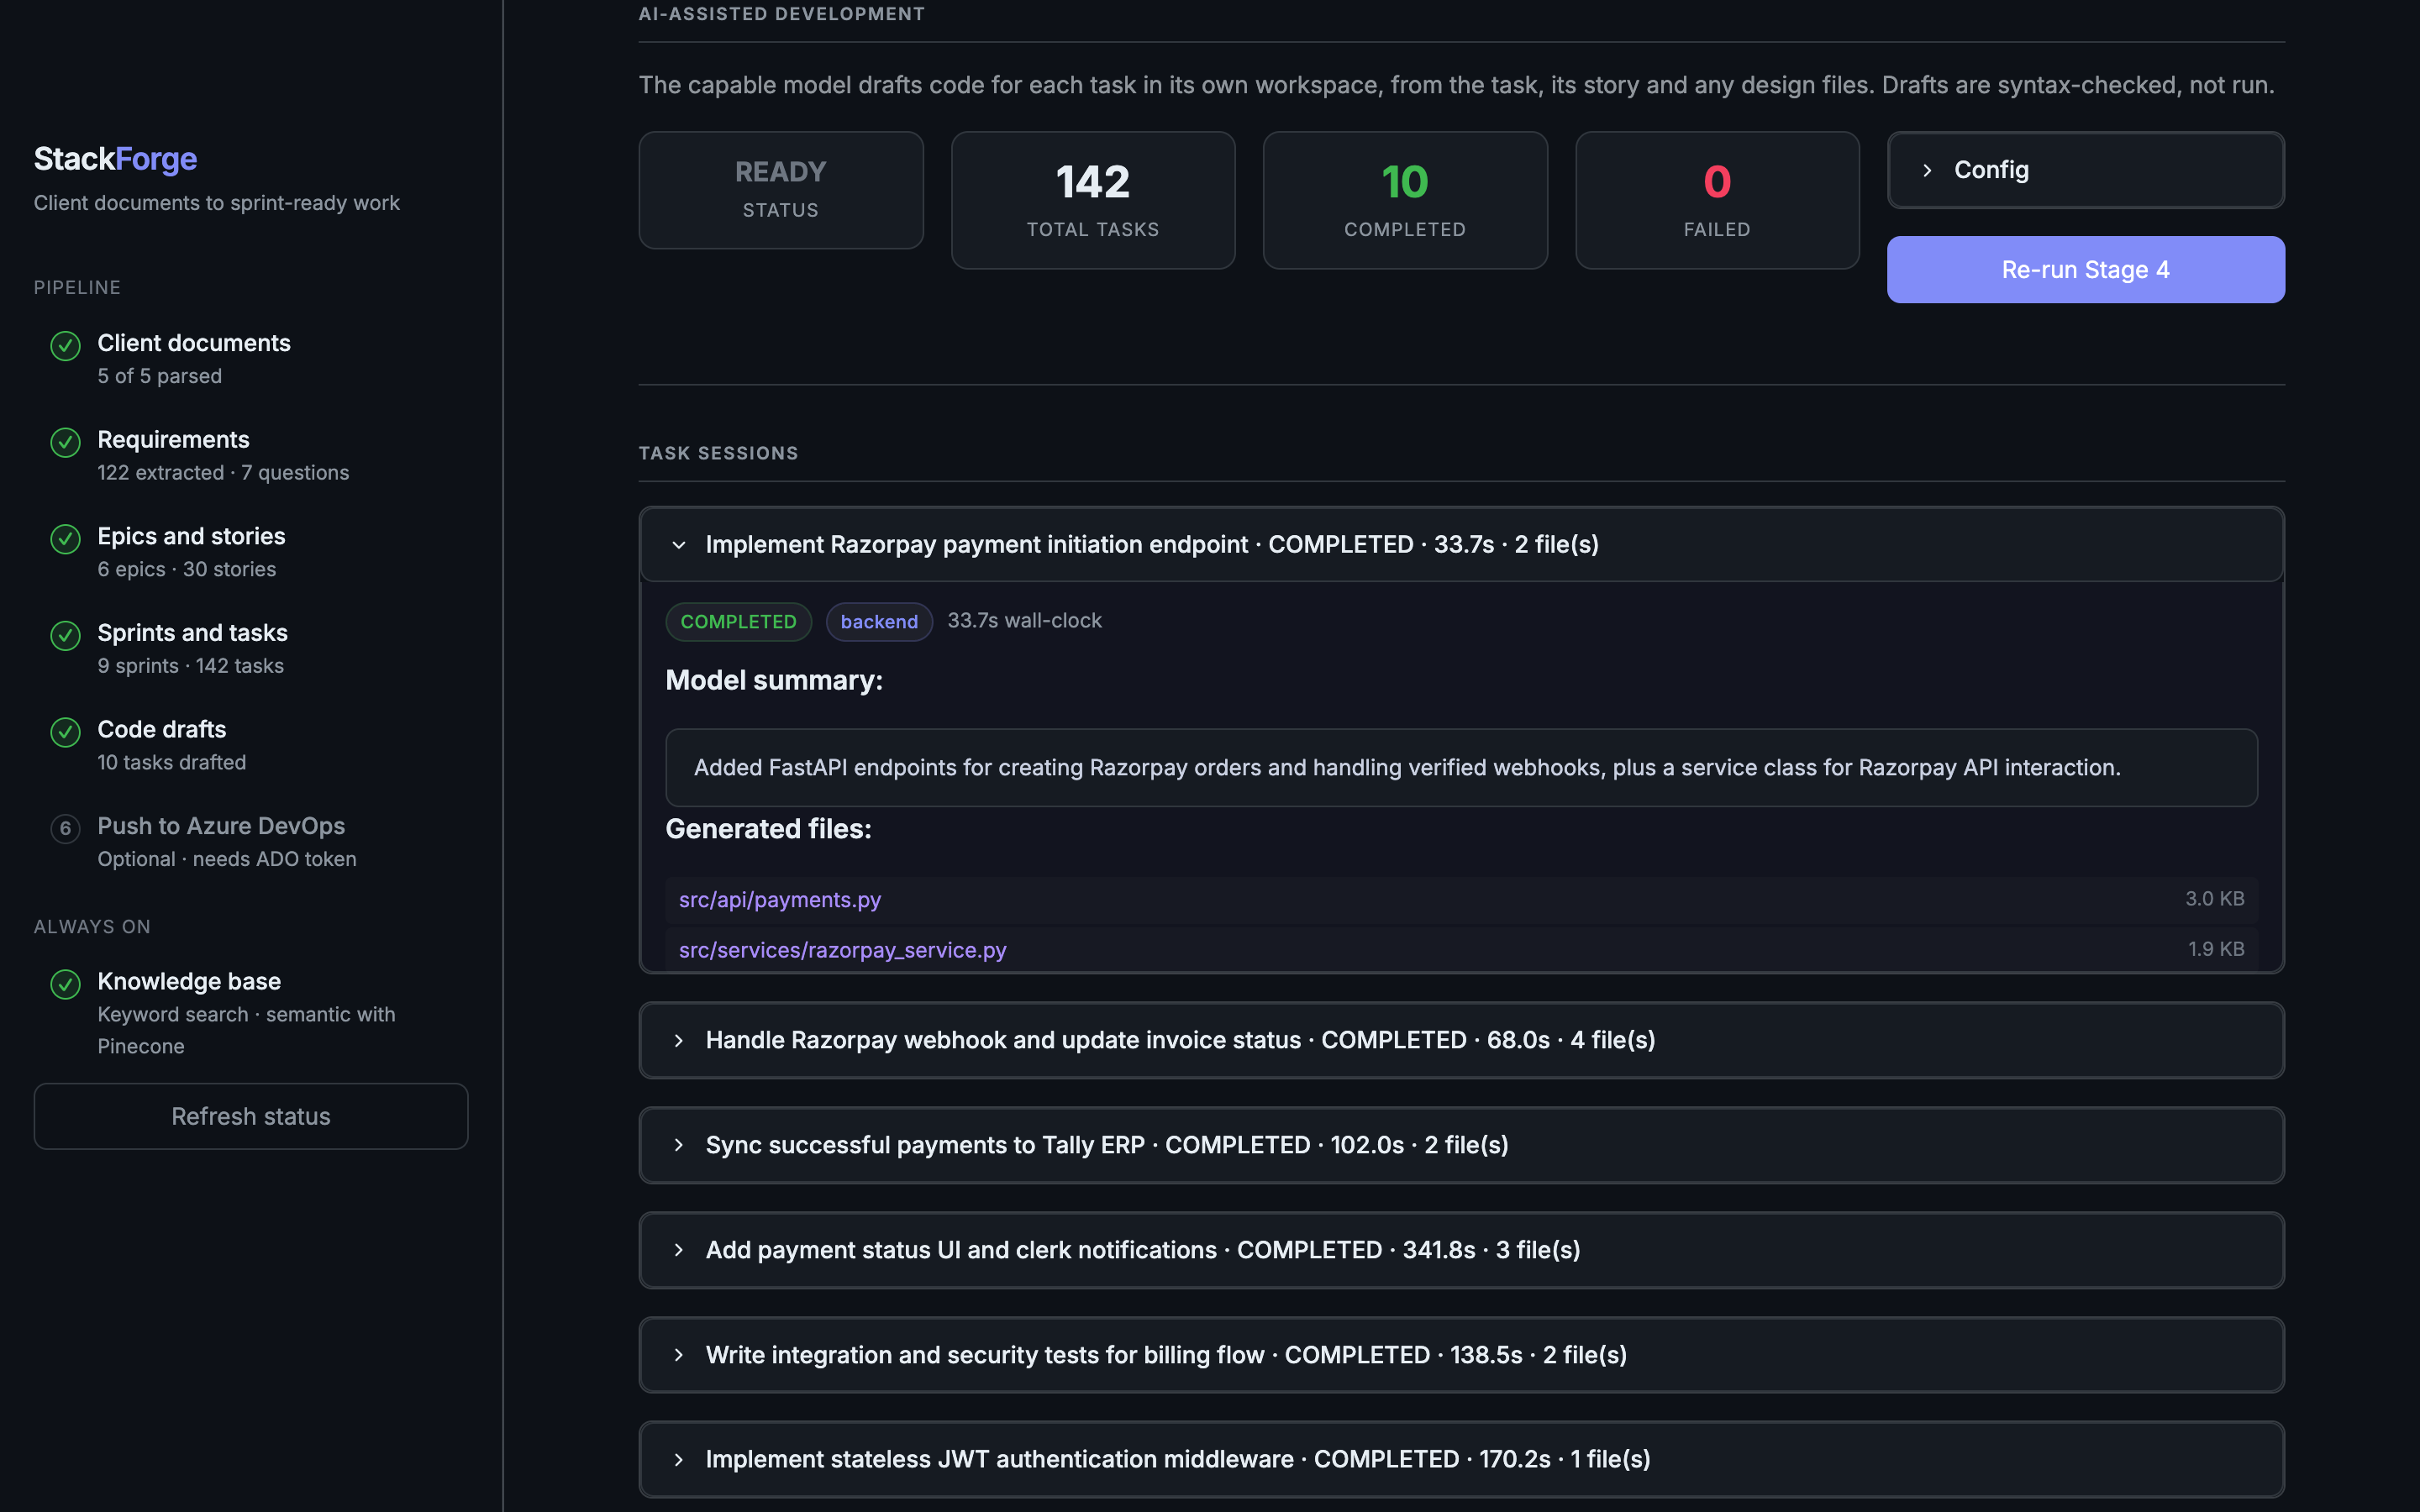 StackForge
Client documents to sprint-ready work
PIPELINE
Client documents
5 of 5 parsed
Requirements
122 extracted · 7 questions
Epics and stories
6 epics · 30 stories
Sprints and tasks
9 sprints · 142 tasks
Code drafts
10 tasks drafted
6
Push to Azure DevOps
Optional · needs ADO token
ALWAYS ON
Knowledge base
Keyword search · semantic with
Pinecone
Refresh status
AI-ASSISTED DEVELOPMENT
The capable model drafts code for each task in its own workspace, from the task, its story and any design files. Drafts are syntax-checked, not run.
READY
STATUS
142
TOTAL TASKS
10
COMPLETED
0
FAILED
Config
Re-run Stage 4
TASK SESSIONS
Implement Razorpay payment initiation endpoint · COMPLETED · 33.7s · 2 file(s)
COMPLETED backend 33.7s wall-clock
Model summary:
Added FastAPI endpoints for creating Razorpay orders and handling verified webhooks, plus a service class for Razorpay API interaction.
Generated files:
src/api/payments.py 3.0 KB
src/services/razorpay_service.py 1.9 KB
Handle Razorpay webhook and update invoice status · COMPLETED · 68.0s · 4 file(s)
Sync successful payments to Tally ERP · COMPLETED · 102.0s · 2 file(s)
Add payment status UI and clerk notifications · COMPLETED · 341.8s · 3 file(s)
Write integration and security tests for billing flow · COMPLETED · 138.5s · 2 file(s)
Implement stateless JWT authentication middleware · COMPLETED · 170.2s · 1 file(s)